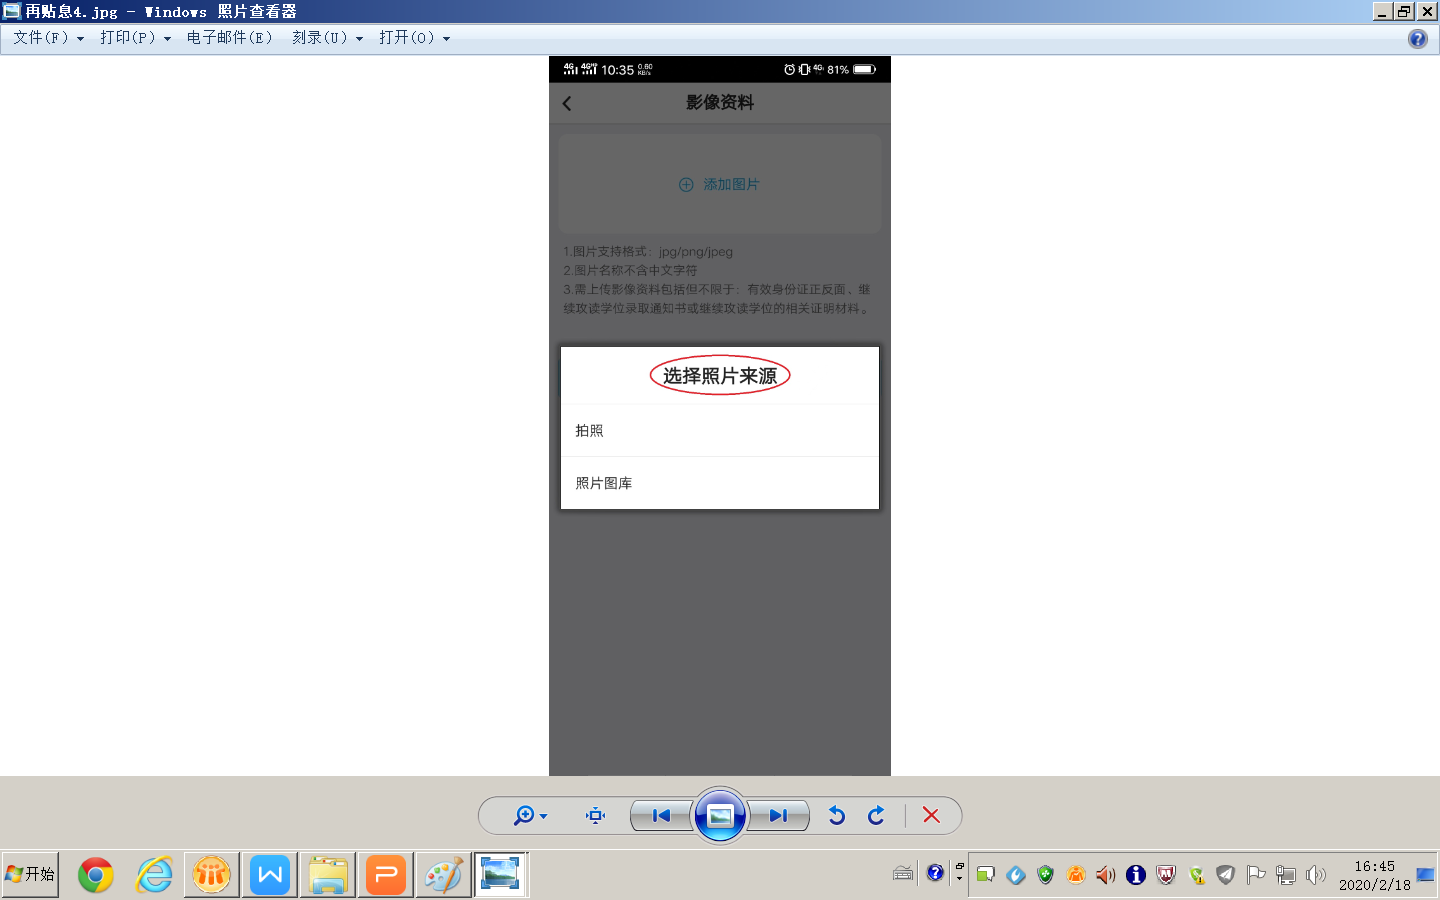 再贴息4.jpg - Windows 照片查看器
文件(F) 打印(P) 电子邮件(E) 刻录(U) 打开(O)
4G 4G 10:35 0.60 KB/s 4G 81%
影像资料
添加图片
1.图片支持格式：jpg/png/jpeg
2.图片名称不含中文字符
3.需上传影像资料包括但不限于：有效身份证正反面、继
续攻读学位录取通知书或继续攻读学位的相关证明材料。
选择照片来源
拍照
照片图库
开始
16:45
2020/2/18